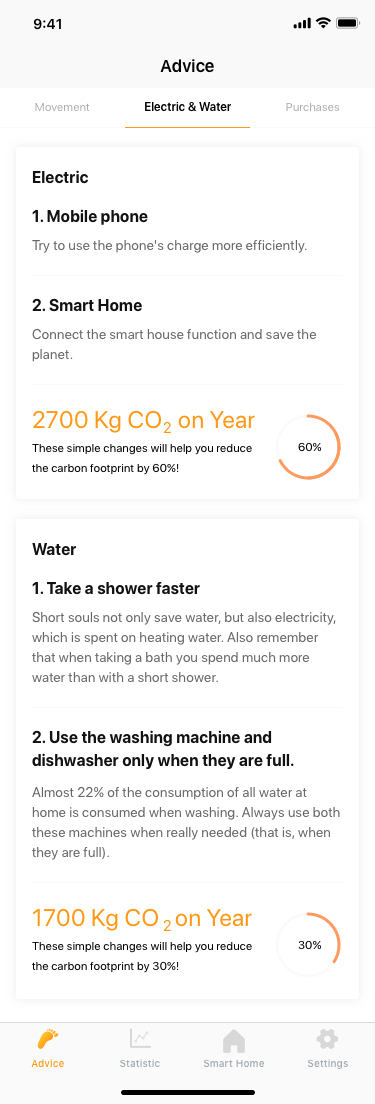 9:41
Advice
Movement
Electric & Water
Purchases
Electric
1. Mobile phone
Try to use the phone's charge more efficiently.
2. Smart Home
Connect the smart house function and save the
planet.
2700 Kg CO2 on Year
These simple changes will help you reduce
the carbon footprint by 60%!
60%
Water
1. Take a shower faster
Short souls not only save water, but also electricity,
which is spent on heating water. Also remember
that when taking a bath you spend much more
water than with a short shower.
2. Use the washing machine and
dishwasher only when they are full.
Almost 22% of the consumption of all water at
home is consumed when washing. Always use both
these machines when really needed (that is, when
they are full).
1700 Kg CO2 on Year
These simple changes will help you reduce
the carbon footprint by 30%!
30%
Advice
Statistic
Smart Home
Settings